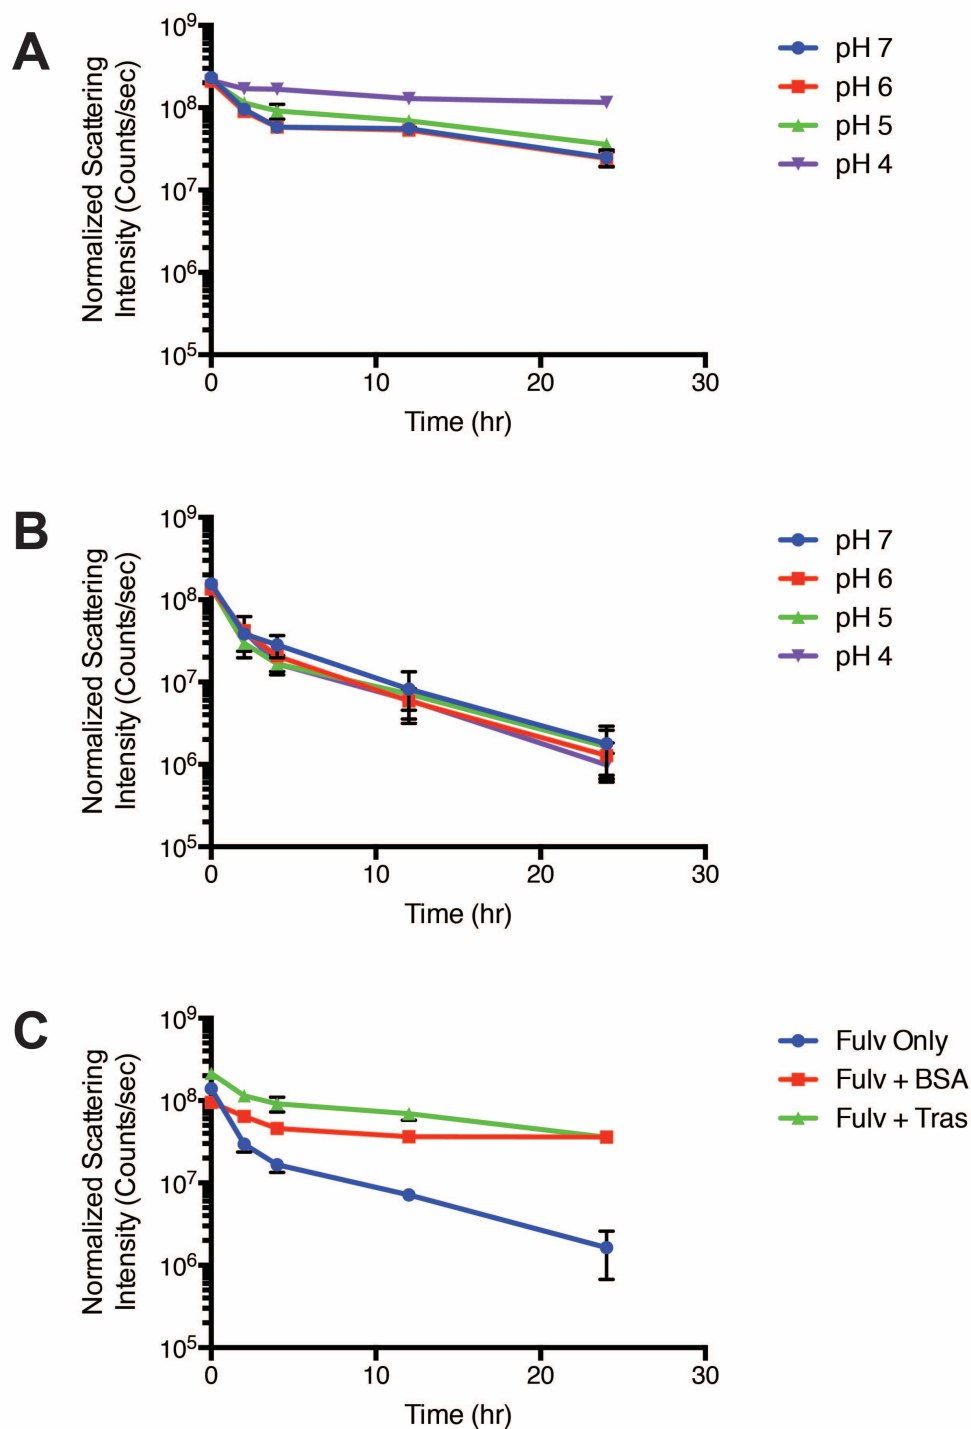 A
Normalized Scattering
Intensity (Counts/sec)
10⁹
10⁸
10⁷
10⁶
10⁵
0
10
20
30
Time (hr)
pH 7
pH 6
pH 5
pH 4
B
Normalized Scattering
Intensity (Counts/sec)
10⁹
10⁸
10⁷
10⁶
10⁵
0
10
20
30
Time (hr)
pH 7
pH 6
pH 5
pH 4
C
Normalized Scattering
Intensity (Counts/sec)
10⁹
10⁸
10⁷
10⁶
10⁵
0
10
20
30
Time (hr)
Fulv Only
Fulv + BSA
Fulv + Tras